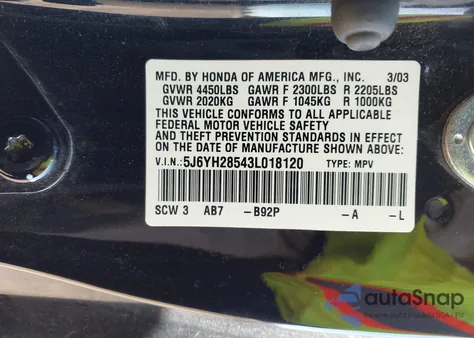 MFD. BY HONDA OF AMERICA MFG., INC. 3/03
GVWR 4450LBS GAWR F 2300LBS R 2205LBS
GVWR 2020KG GAWR F 1045KG R 1000KG
THIS VEHICLE CONFORMS TO ALL APPLICABLE
FEDERAL MOTOR VEHICLE SAFETY
AND THEFT PREVENTION STANDARDS IN EFFECT
ON THE DATE OF MANUFACTURE SHOWN ABOVE.
V.I.N.: 5J6YH28543L018120 TYPE: MPV
SCW 3 AB7 -B92P -A -L
autoSnap